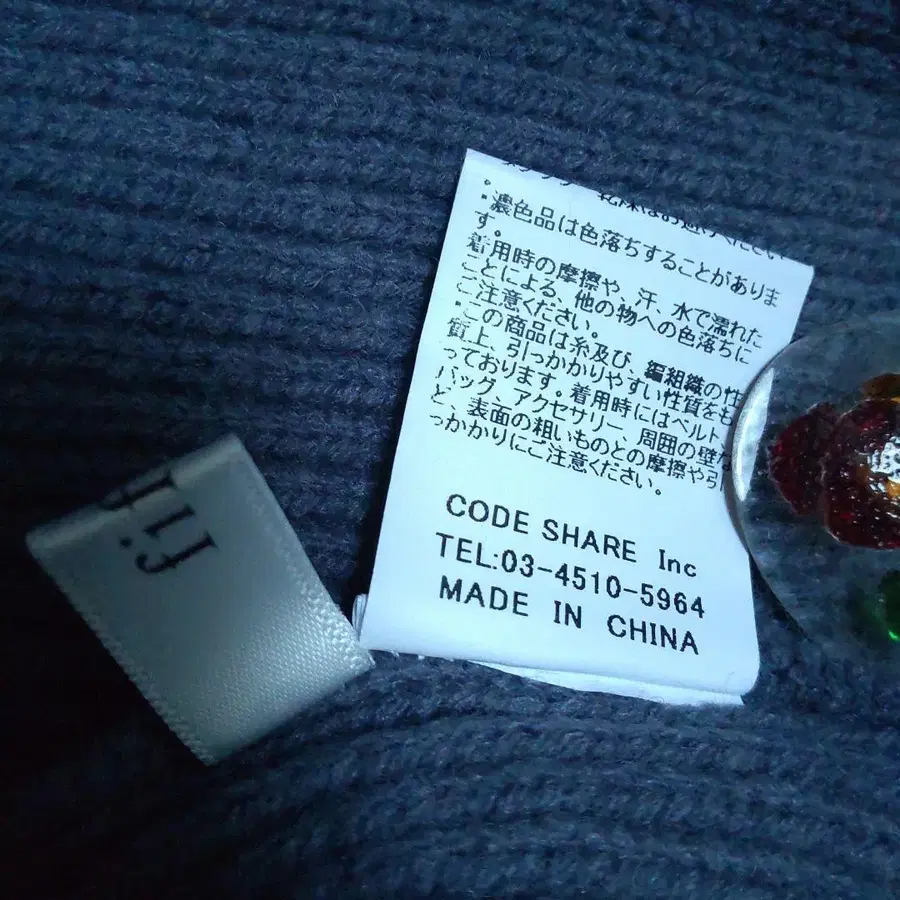 ・濃色品は色落ちすることがありま
す。
着用時の摩擦や、汗、水で濡れた
ことによる、他の物への色落ちに
ご注意ください。
・この商品は糸及び、編組織の性
質上、引っかかりやすい性質をも
っております。着用時にはベルト
バッグ、アクセサリー、周囲の壁な
ど、表面の粗いものとの摩擦や引
っかかりにご注意ください。
CODE SHARE Inc
TEL:03-4510-5964
MADE IN CHINA